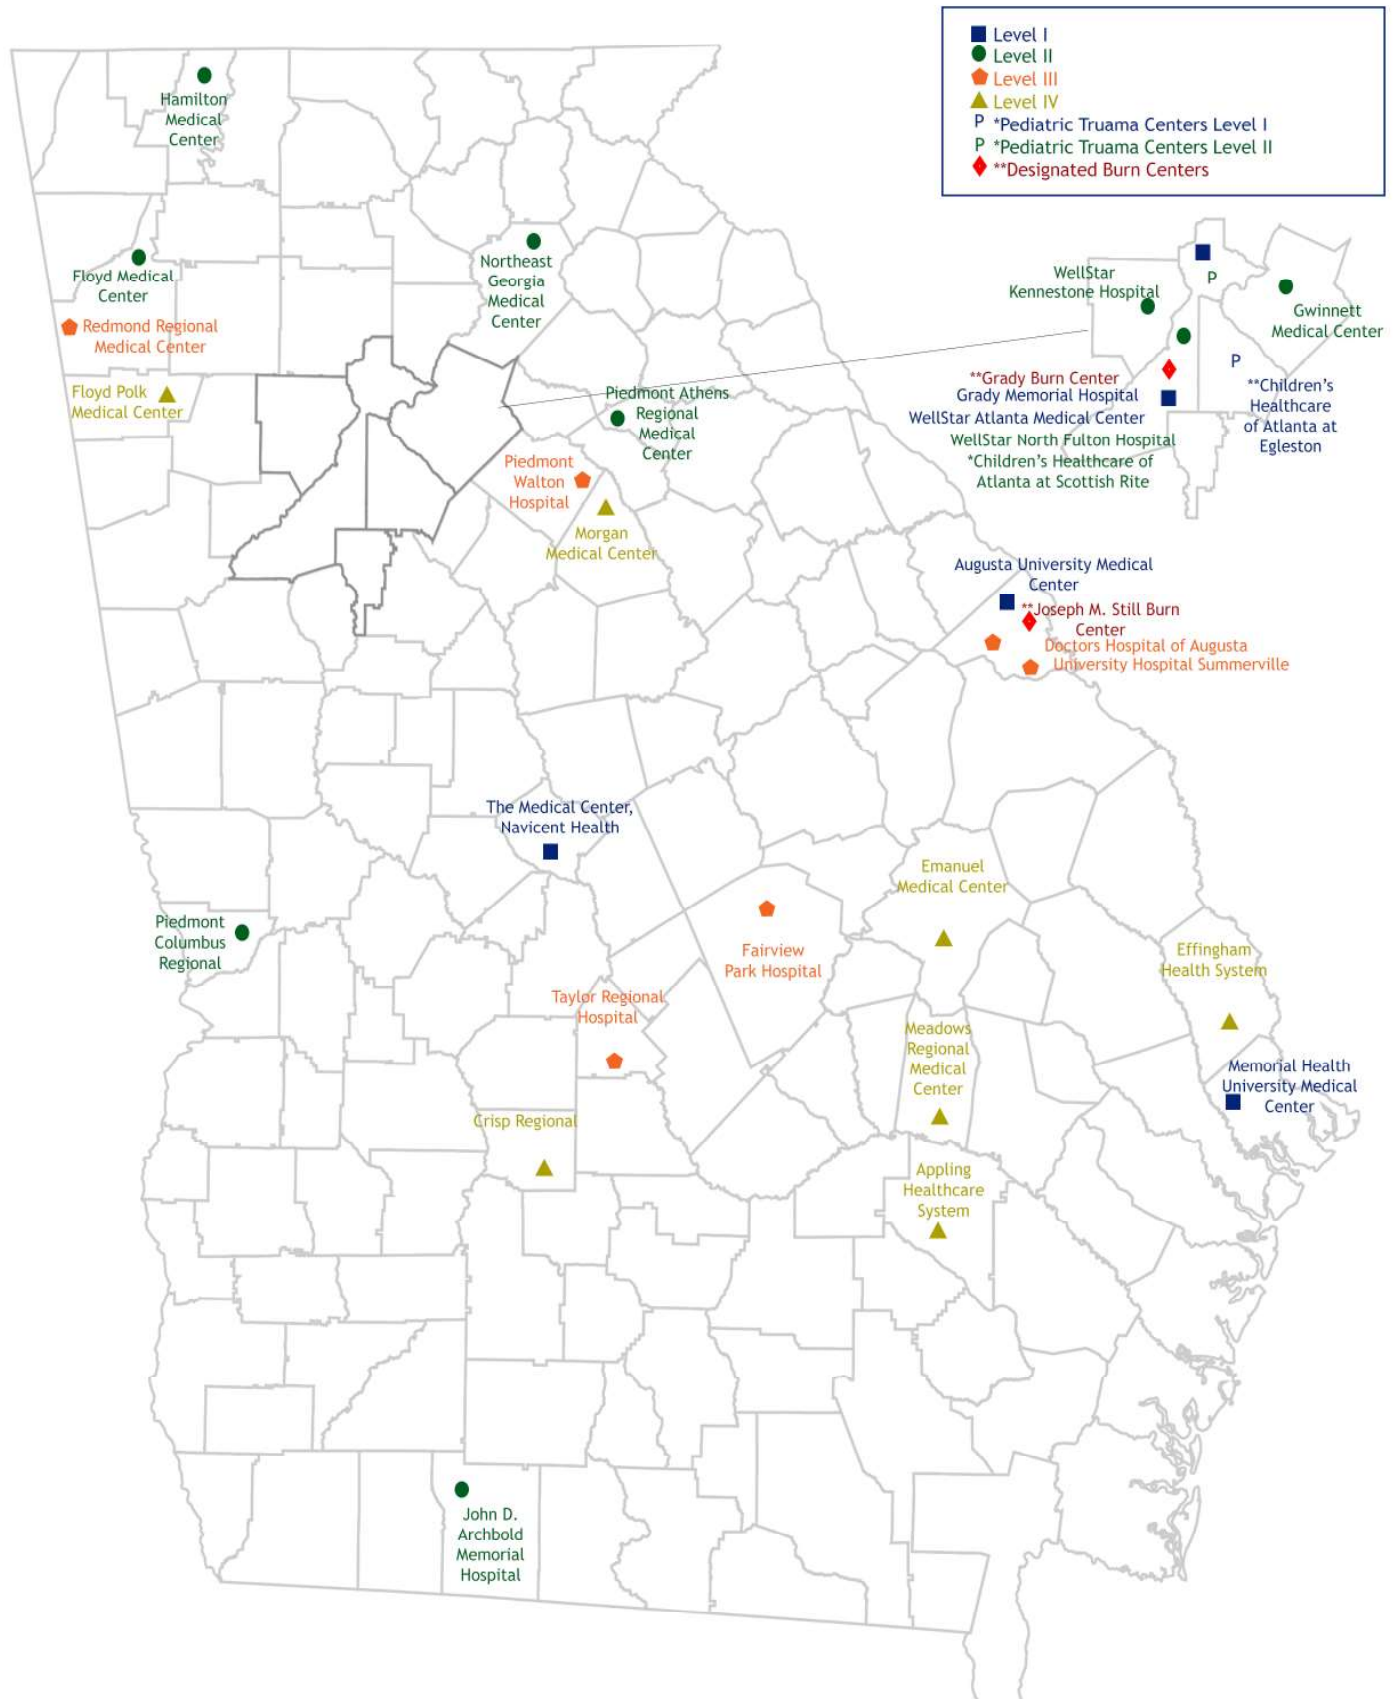 Level I
Level II
Level III
Level IV
P *Pediatric Truama Centers Level I
P *Pediatric Truama Centers Level II
**Designated Burn Centers
Hamilton
Medical
Center
Floyd Medical
Center
Redmond Regional
Medical Center
Floyd Polk
Medical Center
Northeast
Georgia
Medical
Center
WellStar
Kennestone Hospital
P
Gwinnett
Medical Center
P
**Grady Burn Center
Grady Memorial Hospital
WellStar Atlanta Medical Center
WellStar North Fulton Hospital
*Children's Healthcare of
Atlanta at Scottish Rite
**Children's
Healthcare
of Atlanta at
Egleston
Piedmont Athens
Regional
Medical
Center
Piedmont
Walton
Hospital
Morgan
Medical Center
Augusta University Medical
Center
**Joseph M. Still Burn
Center
Doctors Hospital of Augusta
University Hospital Summerville
The Medical Center,
Navicent Health
Emanuel
Medical Center
Piedmont
Columbus
Regional
Fairview
Park Hospital
Effingham
Health System
Taylor Regional
Hospital
Meadows
Regional
Medical
Center
Memorial Health
University Medical
Center
Crisp Regional
Appling
Healthcare
System
John D.
Archbold
Memorial
Hospital